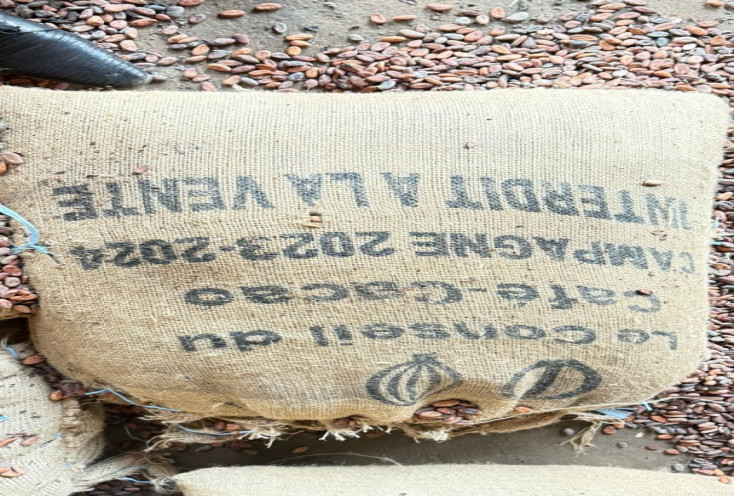 Le Conseil du
Café-Cacao
CAMPAGNE 2023-2024
INTERDIT A LA VENTE